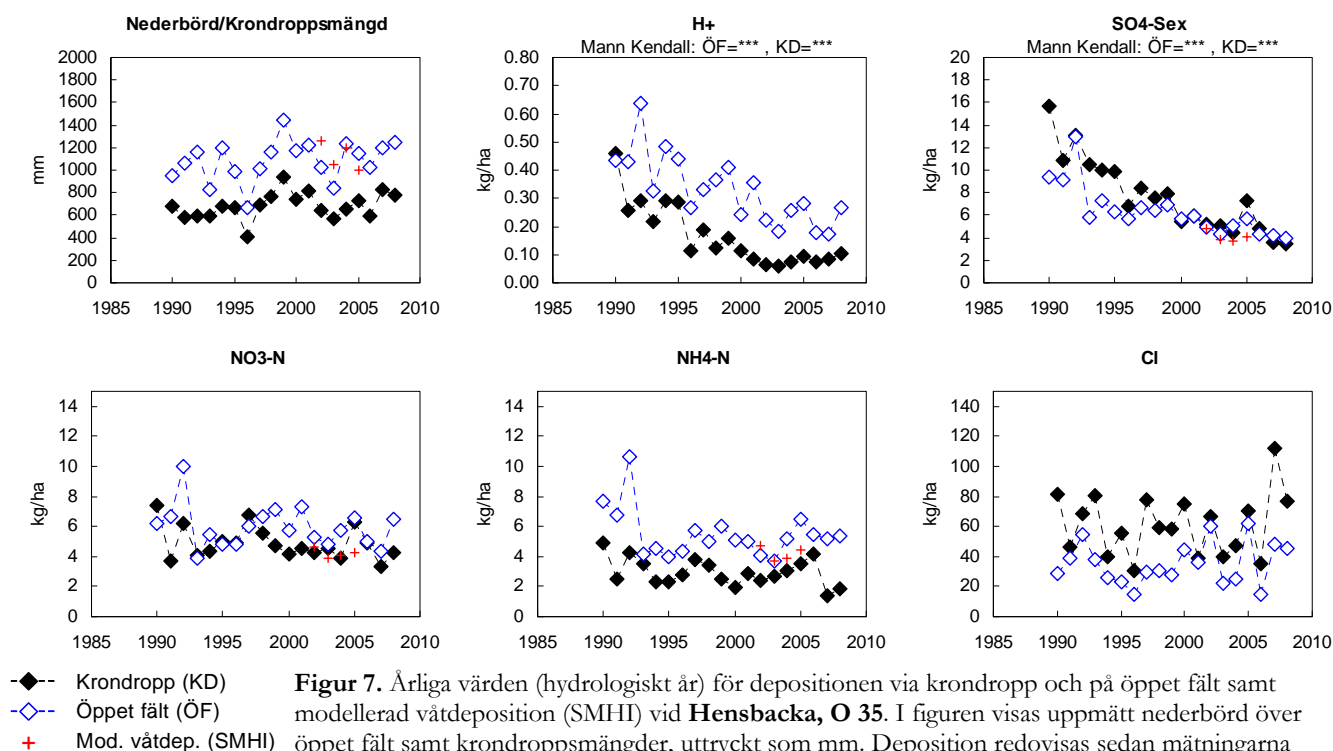 Nederbörd/Krondroppsmängd
mm
2000
1800
1600
1400
1200
1000
800
600
400
200
0
1985 1990 1995 2000 2005 2010
H+
Mann Kendall: ÖF=*** , KD=***
kg/ha
0.80
0.70
0.60
0.50
0.40
0.30
0.20
0.10
0.00
1985 1990 1995 2000 2005 2010
SO4-Sex
Mann Kendall: ÖF=*** , KD=***
kg/ha
20
18
16
14
12
10
8
6
4
2
0
1985 1990 1995 2000 2005 2010
NO3-N
kg/ha
14
12
10
8
6
4
2
0
1985 1990 1995 2000 2005 2010
NH4-N
kg/ha
14
12
10
8
6
4
2
0
1985 1990 1995 2000 2005 2010
Cl
kg/ha
140
120
100
80
60
40
20
0
1985 1990 1995 2000 2005 2010
Krondropp (KD)
Öppet fält (ÖF)
Mod. våtdep. (SMHI)
Figur 7. Årliga värden (hydrologiskt år) för depositionen via krondropp och på öppet fält samt
modellerad våtdeposition (SMHI) vid Hensbacka, O 35. I figuren visas uppmätt nederbörd över
öppet fält samt krondroppsmängder, uttryckt som mm. Deposition redovisas sedan mätningarna